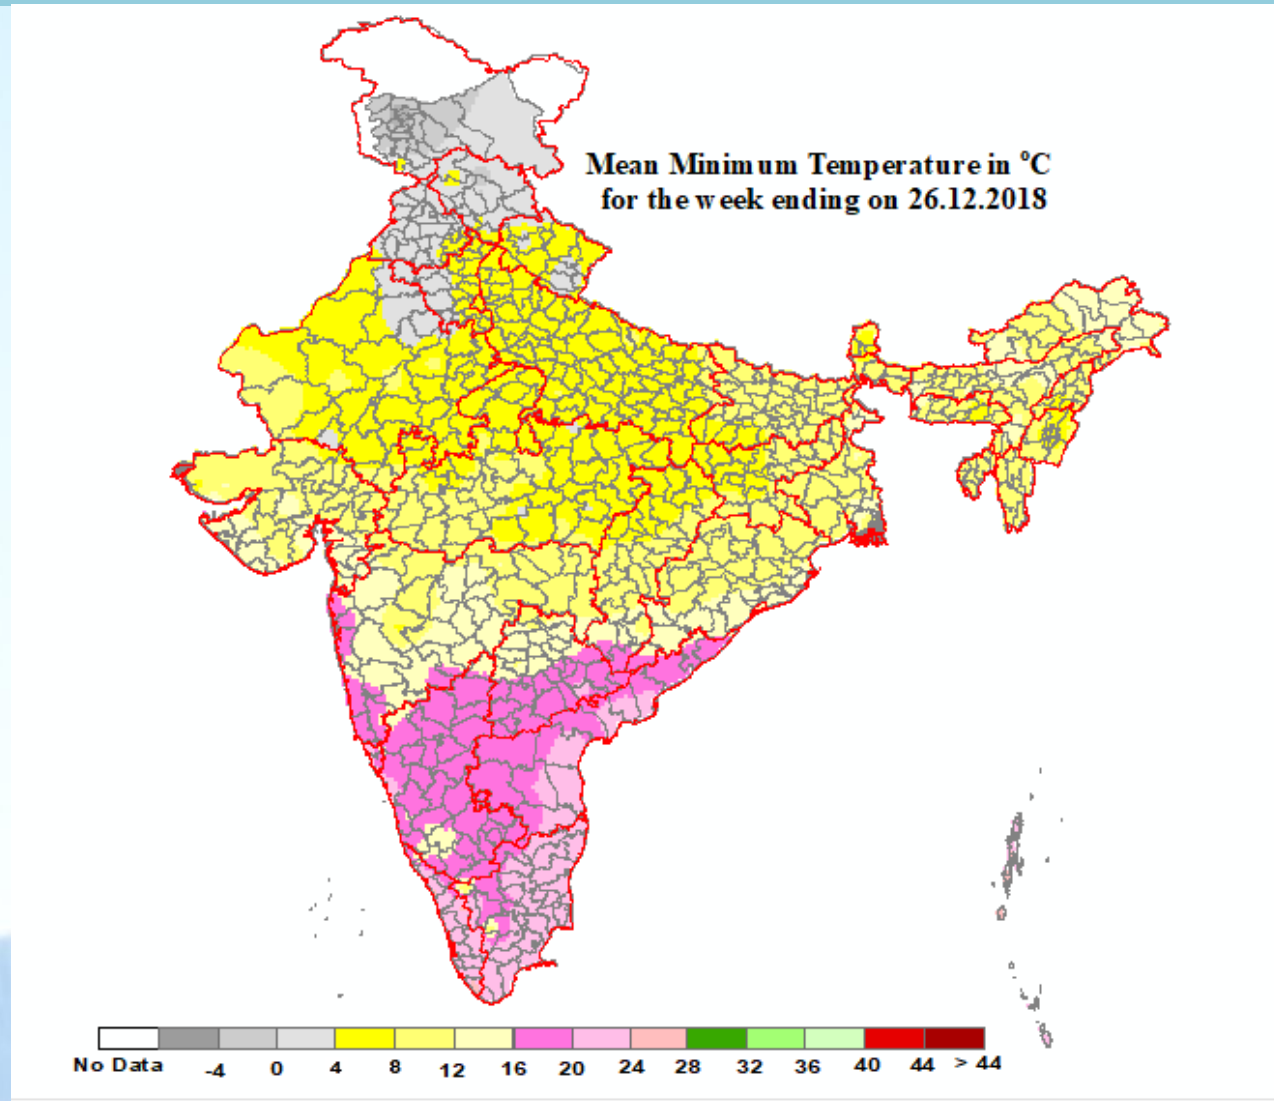 Mean Minimum Temperature in °C
for the week ending on 26.12.2018
No Data -4 0 4 8 12 16 20 24 28 32 36 40 44 > 44